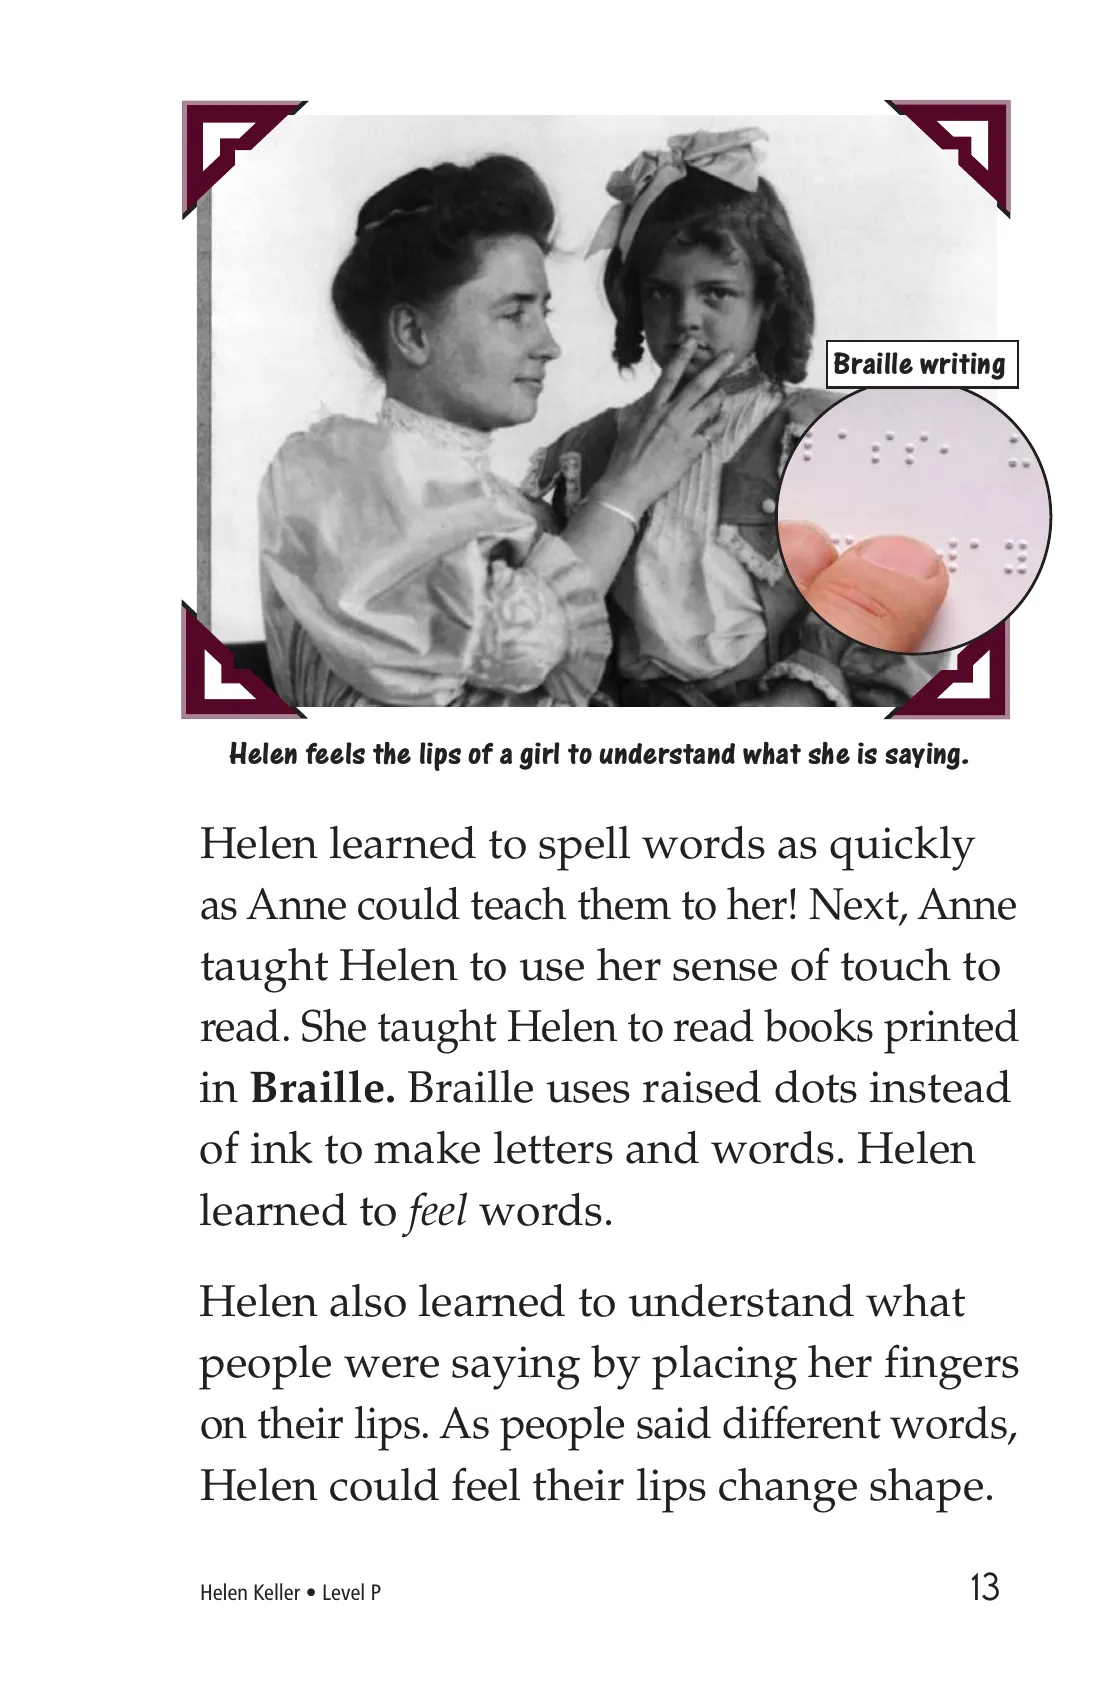 Braille writing
Helen feels the lips of a girl to understand what she is saying.
Helen learned to spell words as quickly
as Anne could teach them to her! Next, Anne
taught Helen to use her sense of touch to
read. She taught Helen to read books printed
in Braille. Braille uses raised dots instead
of ink to make letters and words. Helen
learned to feel words.
Helen also learned to understand what
people were saying by placing her fingers
on their lips. As people said different words,
Helen could feel their lips change shape.
Helen Keller • Level P
13